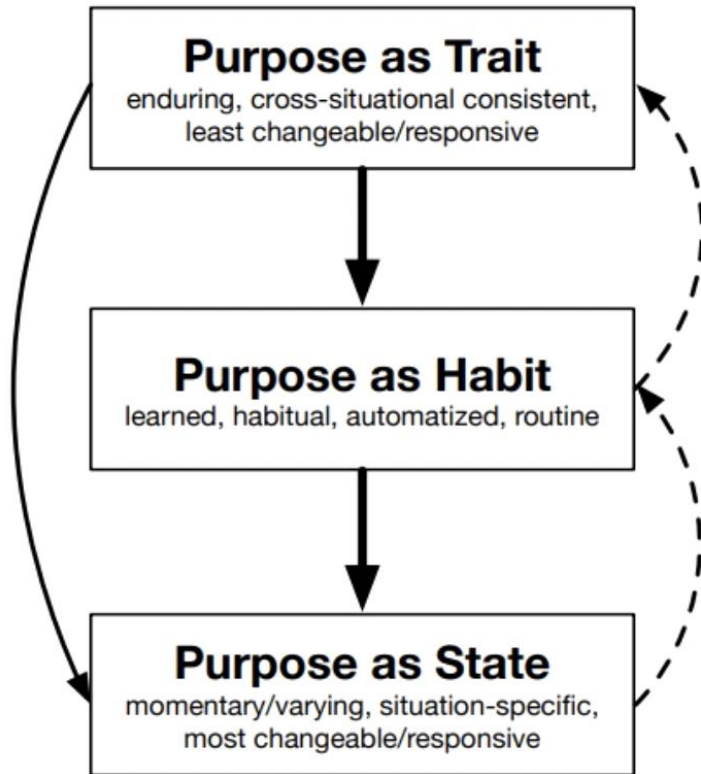 Purpose as Trait
enduring, cross-situational consistent,
least changeable/responsive
Purpose as Habit
learned, habitual, automatized, routine
Purpose as State
momentary/varying, situation-specific,
most changeable/responsive